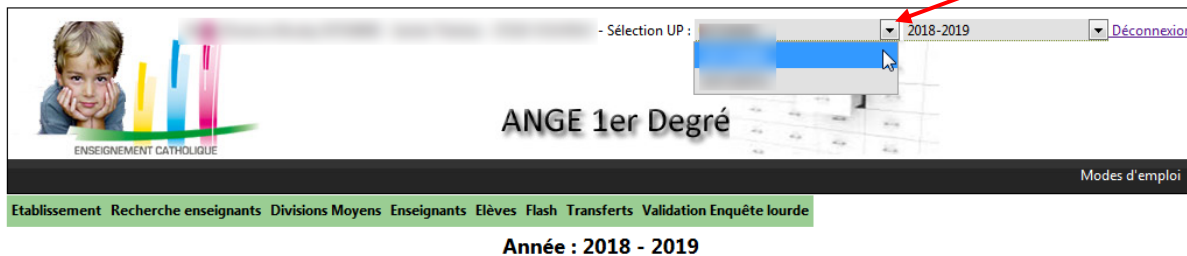 - Sélection UP : 2018-2019 Déconnexion
ENSEIGNEMENT CATHOLIQUE
ANGE 1er Degré
Modes d'emploi
Etablissement Recherche enseignants Divisions Moyens Enseignants Elèves Flash Transferts Validation Enquête lourde
Année : 2018 - 2019